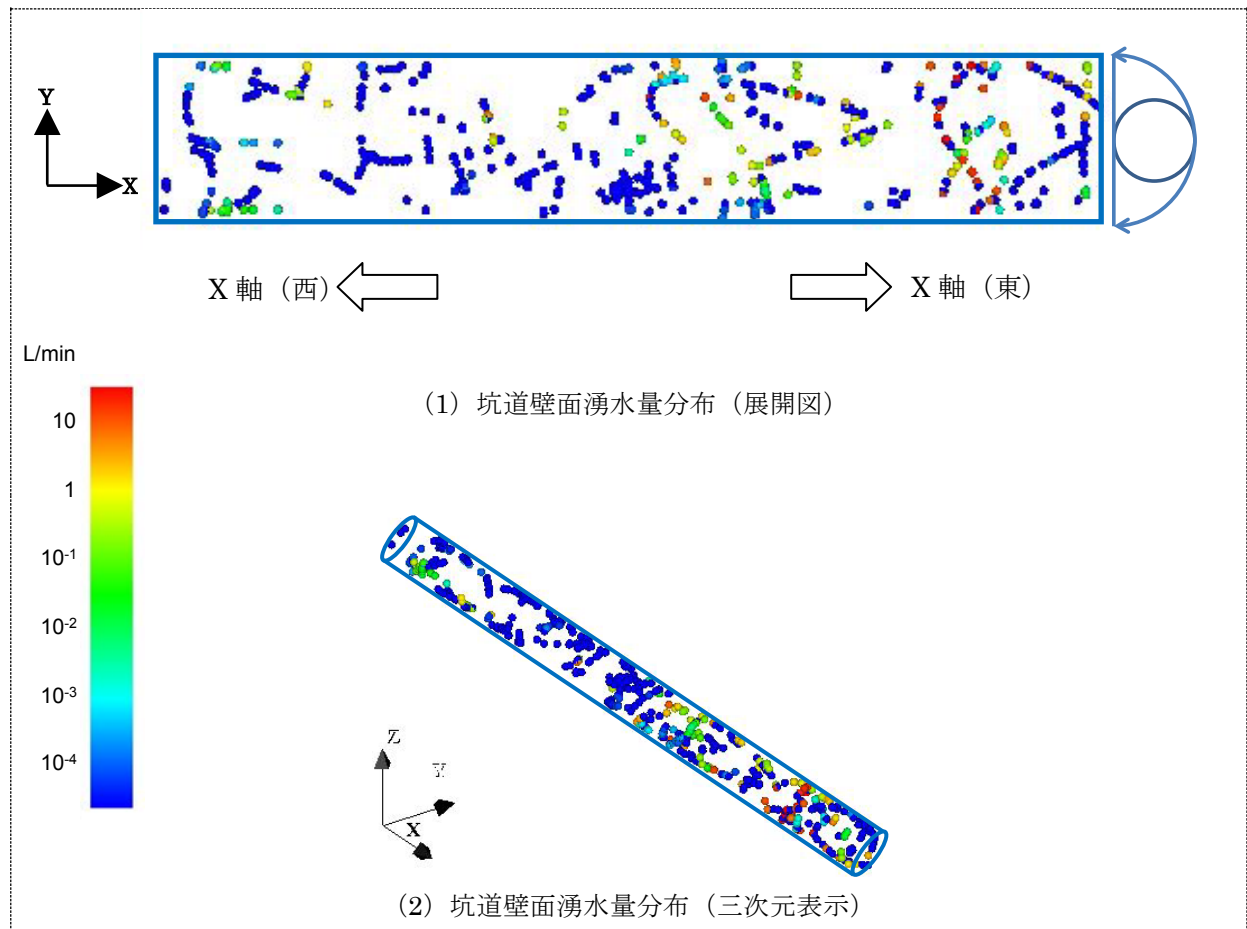 Y
X
X 軸（西）
X 軸（東）
L/min
(1) 坑道壁面湧水量分布（展開図）
10
1
10-1
10-2
10-3
10-4
Z
Y
X
(2) 坑道壁面湧水量分布（三次元表示）